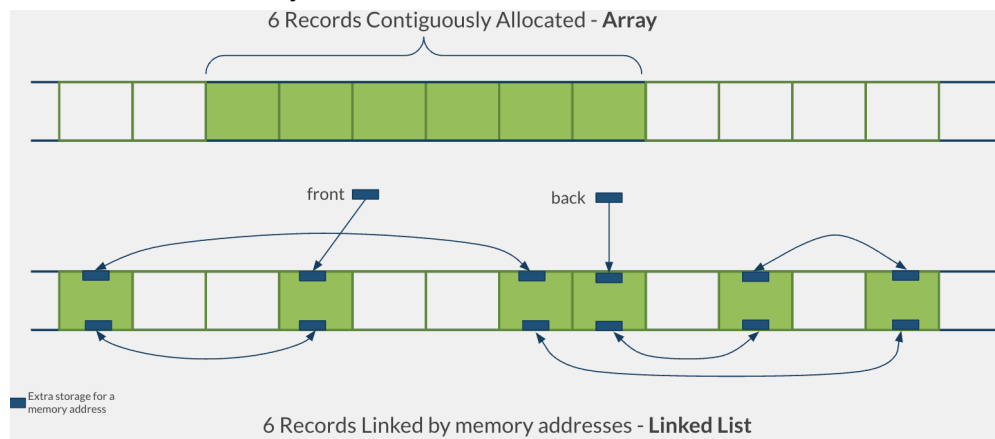 6 Records Contiguously Allocated - Array
front
back
Extra storage for a
memory address
6 Records Linked by memory addresses - Linked List